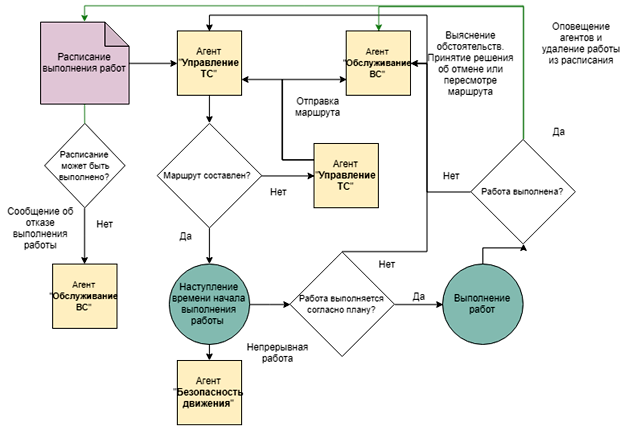 Расписание
выполнения работ
Агент
"Управление
ТС"
Агент
"Обслуживание
ВС"
Выяснение
обстоятельств.
Принятие решения
об отмене или
пересмотре
маршрута
Оповещение
агентов и
удаление работы
из расписания
Отправка
маршрута
Расписание
может быть
выполнено?
Маршрут составлен?
Нет
Агент
"Управление
ТС"
Нет
Работа выполнена?
Да
Сообщение об
отказе
выполнения
работы
Нет
Да
Агент
"Обслуживание
ВС"
Наступление
времени начала
выполнения
работы
Нет
Работа выполняется
согласно плану?
Да
Выполнение
работ
Непрерывная
работа
Агент
"Безопасность
движения"